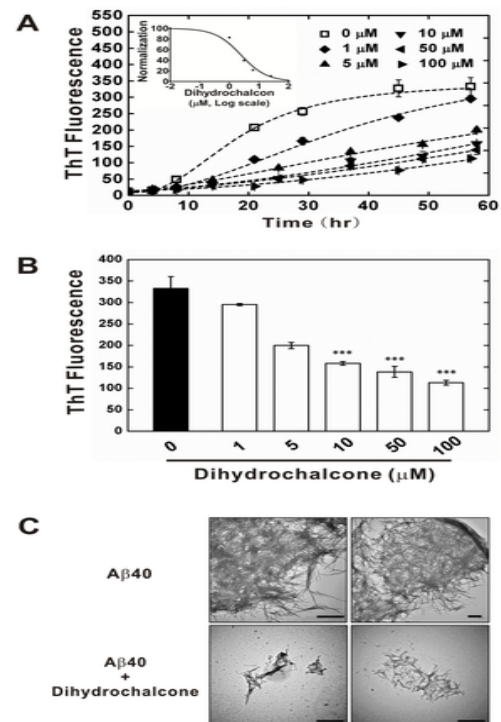 A
550
500
450
400
350
300
250
200
150
100
50
0
ThT Fluorescence
100
80
60
40
20
0
Normalization
-2 -1 0 1 2
Dihydrochalcon
(μM, Log scale)
0 μM
1 μM
5 μM
10 μM
50 μM
100 μM
0 10 20 30 40 50 60
Time (hr)
B
400
350
300
250
200
150
100
50
0
ThT Fluorescence
*** *** ***
0 1 5 10 50 100
Dihydrochalcone (μM)
C
Aβ40
Aβ40
+
Dihydrochalcone